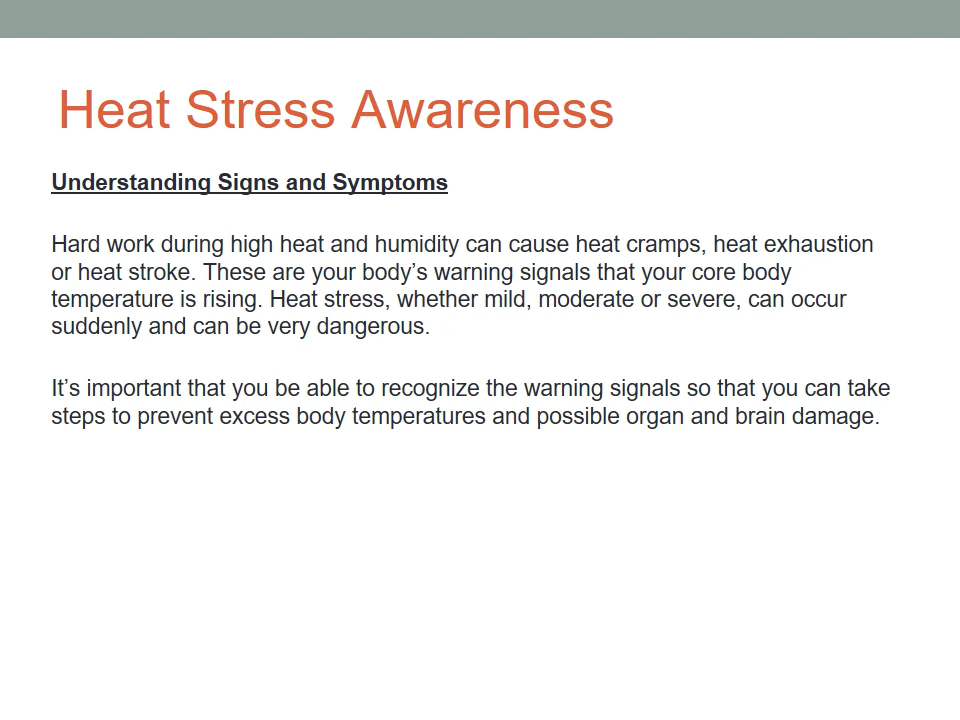 Heat Stress Awareness
Understanding Signs and Symptoms
Hard work during high heat and humidity can cause heat cramps, heat exhaustion
or heat stroke. These are your body’s warning signals that your core body
temperature is rising. Heat stress, whether mild, moderate or severe, can occur
suddenly and can be very dangerous.
It’s important that you be able to recognize the warning signals so that you can take
steps to prevent excess body temperatures and possible organ and brain damage.